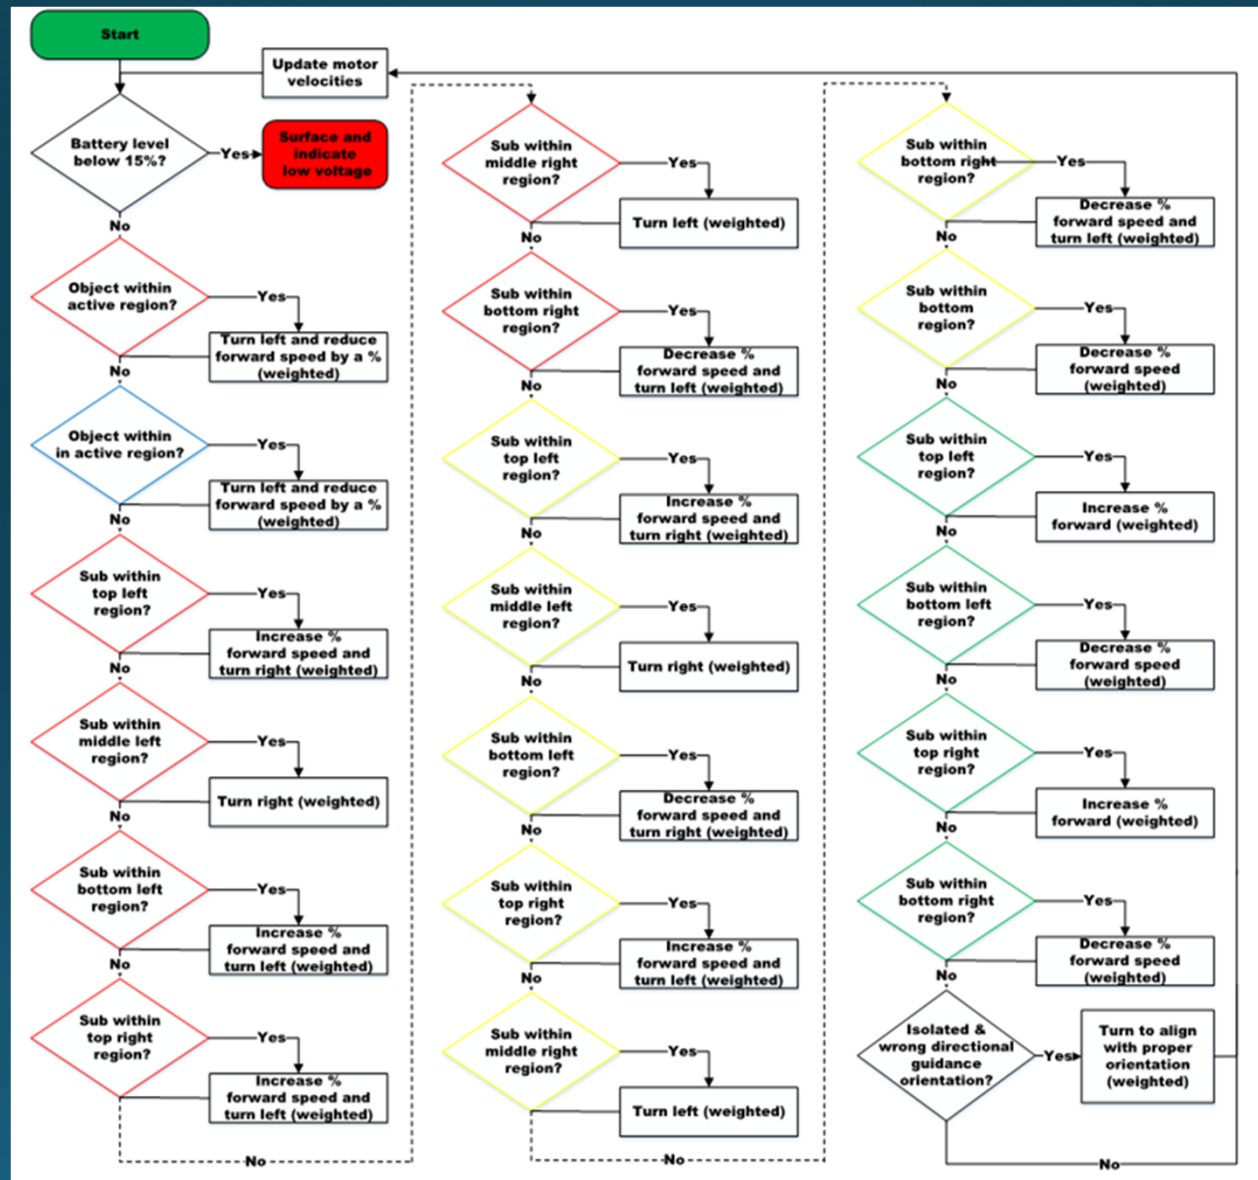 Start
Update motor
velocities
Battery level
below 15%?
Yes
Surface and
indicate
low voltage
No
Object within
active region?
Yes
Turn left and reduce
forward speed by a %
(weighted)
No
Object within
in active region?
Yes
Turn left and reduce
forward speed by a %
(weighted)
No
Sub within
top left
region?
Yes
Increase %
forward speed and
turn right (weighted)
No
Sub within
middle left
region?
Yes
Turn right (weighted)
No
Sub within
bottom left
region?
Yes
Increase %
forward speed and
turn left (weighted)
No
Sub within
top right
region?
Yes
Increase %
forward speed and
turn left (weighted)
No
Sub within
middle right
region?
Yes
Turn left (weighted)
No
Sub within
bottom right
region?
Yes
Decrease %
forward speed and
turn left (weighted)
No
Sub within
top left
region?
Yes
Increase %
forward speed and
turn right (weighted)
No
Sub within
middle left
region?
Yes
Turn right (weighted)
No
Sub within
bottom left
region?
Yes
Decrease %
forward speed and
turn right (weighted)
No
Sub within
top right
region?
Yes
Increase %
forward speed and
turn left (weighted)
No
Sub within
middle right
region?
Yes
Turn left (weighted)
No
Sub within
bottom right
region?
Yes
Decrease %
forward speed and
turn left (weighted)
No
Sub within
bottom
region?
Yes
Decrease %
forward speed
(weighted)
No
Sub within
top left
region?
Yes
Increase %
forward (weighted)
No
Sub within
bottom left
region?
Yes
Decrease %
forward speed
(weighted)
No
Sub within
top right
region?
Yes
Increase %
forward (weighted)
No
Sub within
bottom right
region?
Yes
Decrease %
forward speed
(weighted)
No
Isolated &
wrong directional
guidance
orientation?
Yes
Turn to align
with proper
orientation
(weighted)
No